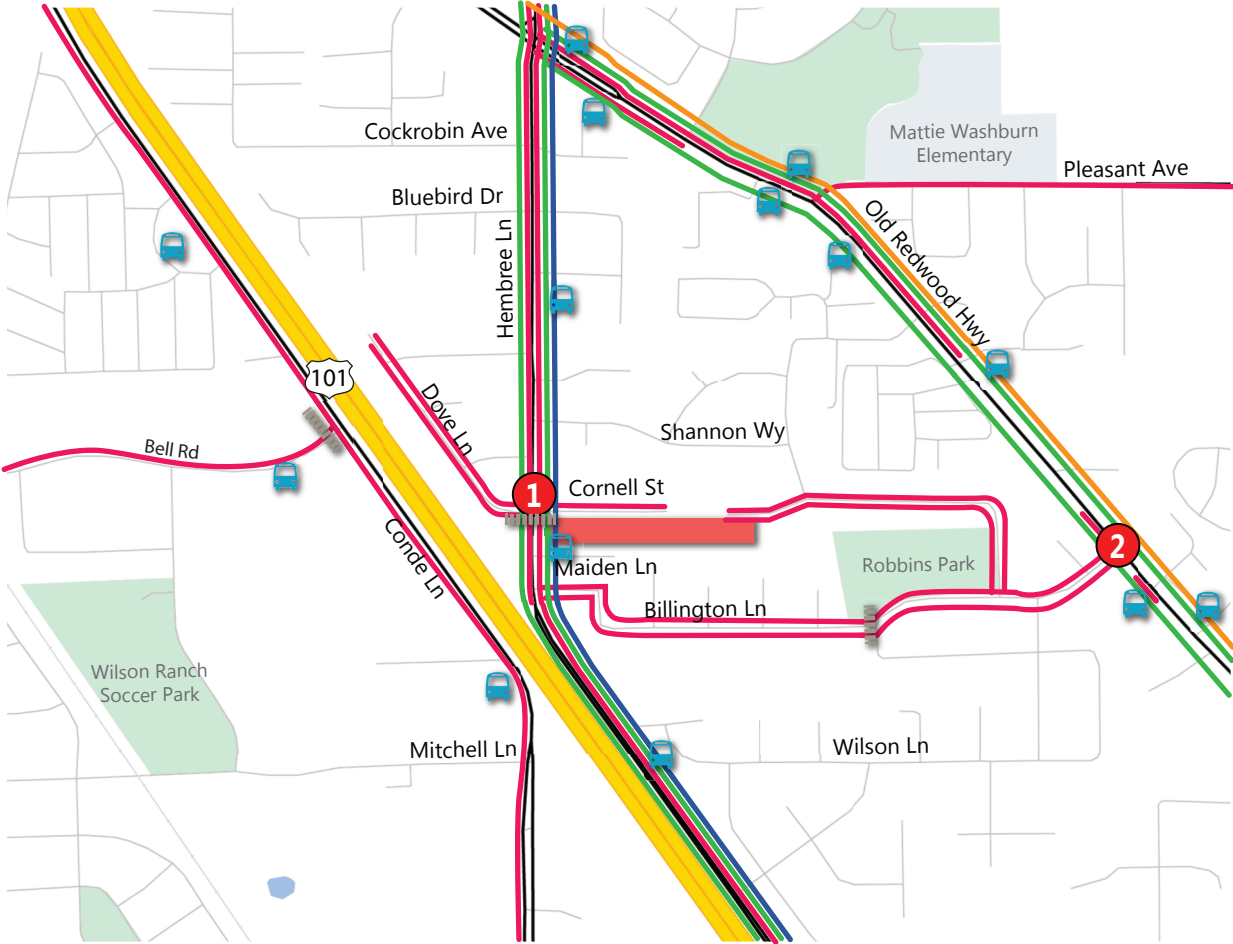 Cockrobin Ave
Mattie Washburn
Elementary
Pleasant Ave
Bluebird Dr
Hembree Ln
Old Redwood Hwy
101
Dove Ln
Shannon Wy
Bell Rd
1
Cornell St
Conde Ln
2
Maiden Ln
Robbins Park
Billington Ln
Wilson Ranch
Soccer Park
Mitchell Ln
Wilson Ln